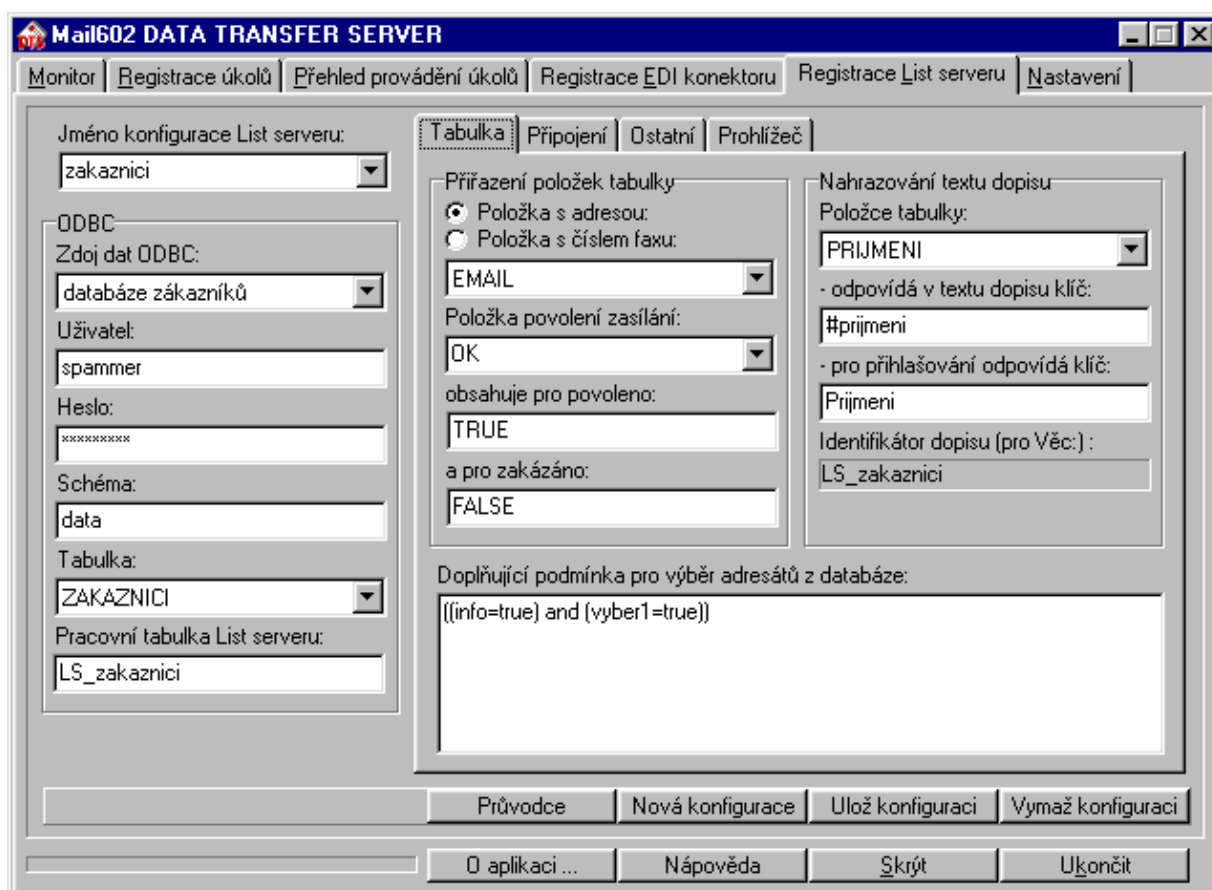 Mail602 DATA TRANSFER SERVER
Monitor Registrace úkolů Přehled provádění úkolů Registrace EDI konektoru Registrace List serveru Nastavení
Jméno konfigurace List serveru:
zakaznici
ODBC
Zdoj dat ODBC:
databáze zákazníků
Uživatel:
spammer
Heslo:
*********
Schéma:
data
Tabulka:
ZAKAZNICI
Pracovní tabulka List serveru:
LS_zakaznici
Tabulka Připojení Ostatní Prohlížeč
Přiřazení položek tabulky
Položka s adresou:
Položka s číslem faxu:
EMAIL
Položka povolení zasílání:
OK
obsahuje pro povoleno:
TRUE
a pro zakázáno:
FALSE
Nahrazování textu dopisu
Položce tabulky:
PRIJMENI
- odpovídá v textu dopisu klíč:
#prijmeni
- pro přihlašování odpovídá klíč:
Prijmeni
Identifikátor dopisu (pro Věc:) :
LS_zakaznici
Doplňující podmínka pro výběr adresátů z databáze:
((info=true) and (vyber1=true))
Průvodce Nová konfigurace Ulož konfiguraci Vymaž konfiguraci
O aplikaci ... Nápověda Skrýt Ukončit